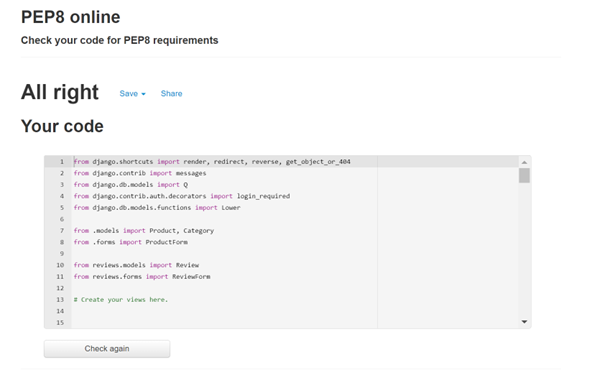 PEP8 online
Check your code for PEP8 requirements
All right Save Share
Your code
1 from django.shortcuts import render, redirect, reverse, get_object_or_404
2 from django.contrib import messages
3 from django.db.models import Q
4 from django.contrib.auth.decorators import login_required
5 from django.db.models.functions import Lower
6
7 from .models import Product, Category
8 from .forms import ProductForm
9
10 from reviews.models import Review
11 from reviews.forms import ReviewForm
12
13 # Create your views here.
14
15
Check again